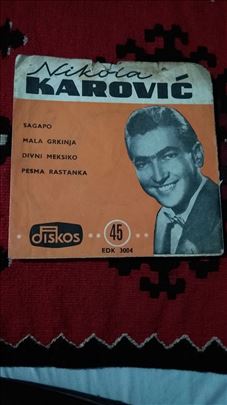 Nikola
KAROVIĆ
SAGAPO
MALA GRKINJA
DIVNI MEKSIKO
PESMA RASTANKA
diskos
45
EDK 3004